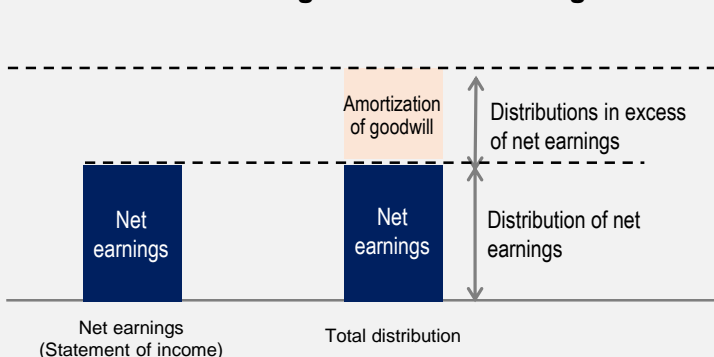 Amortization
of goodwill
Distributions in excess
of net earnings
Net
earnings
Net
earnings
Distribution of net
earnings
Net earnings
(Statement of income)
Total distribution